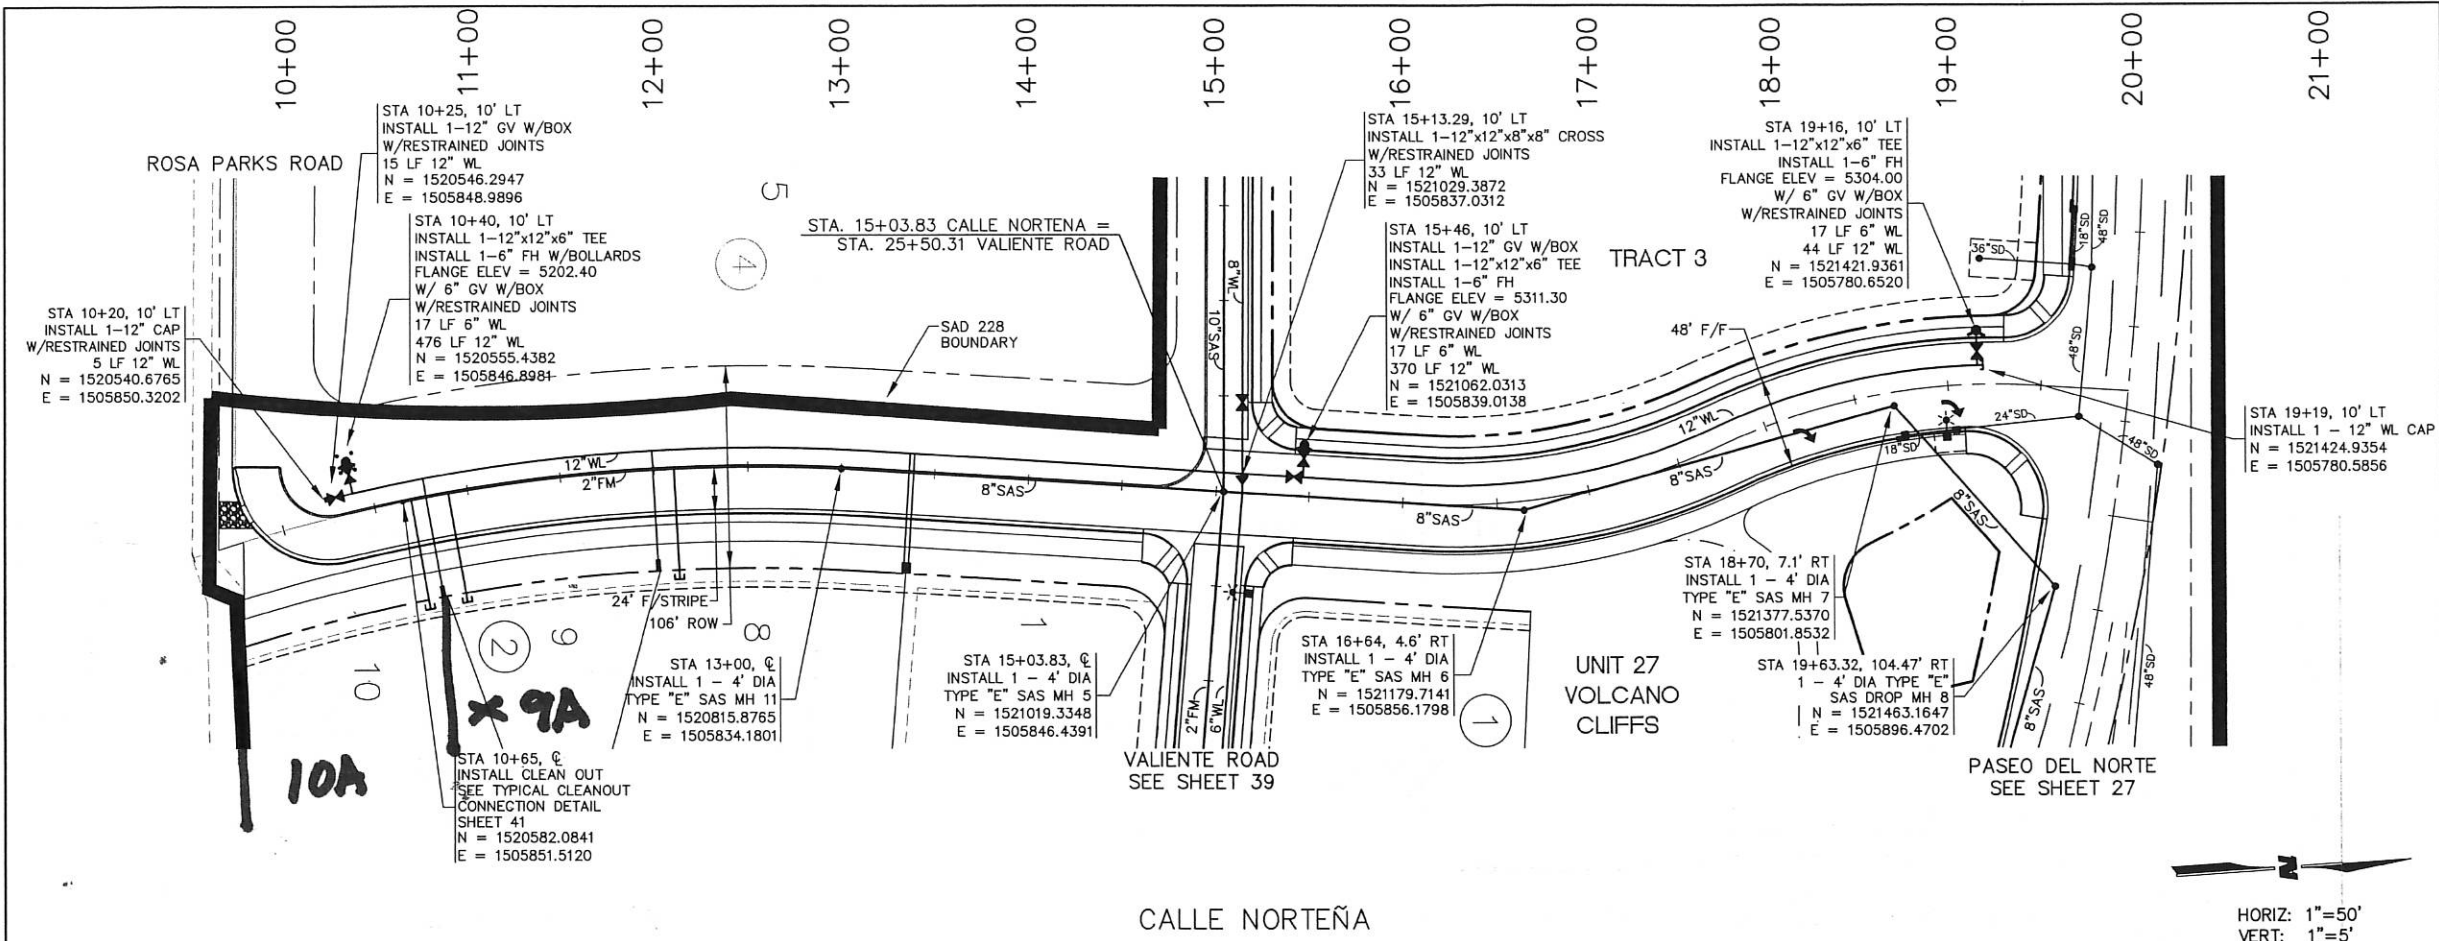 10+00
11+00
12+00
13+00
14+00
15+00
16+00
17+00
18+00
19+00
20+00
21+00
ROSA PARKS ROAD
STA 10+25, 10' LT
INSTALL 1-12" GV W/BOX
W/RESTRAINED JOINTS
15 LF 12" WL
N = 1520546.2947
E = 1505848.9896
STA 10+40, 10' LT
INSTALL 1-12"x12"x6" TEE
INSTALL 1-6" FH W/BOLLARDS
FLANGE ELEV = 5202.40
W/ 6" GV W/BOX
W/RESTRAINED JOINTS
17 LF 6" WL
476 LF 12" WL
N = 1520555.4382
E = 1505846.8981
STA 10+20, 10' LT
INSTALL 1-12" CAP
W/RESTRAINED JOINTS
5 LF 12" WL
N = 1520540.6765
E = 1505850.3202
5
4
STA. 15+03.83 CALLE NORTENA =
STA. 25+50.31 VALIENTE ROAD
SAD 228
BOUNDARY
8"WL
10"SAS
STA 15+13.29, 10' LT
INSTALL 1-12"x12"x8"x8" CROSS
W/RESTRAINED JOINTS
33 LF 12" WL
N = 1521029.3872
E = 1505837.0312
STA 15+46, 10' LT
INSTALL 1-12" GV W/BOX
INSTALL 1-12"x12"x6" TEE
INSTALL 1-6" FH
FLANGE ELEV = 5311.30
W/ 6" GV W/BOX
W/RESTRAINED JOINTS
17 LF 6" WL
370 LF 12" WL
N = 1521062.0313
E = 1505839.0138
TRACT 3
STA 19+16, 10' LT
INSTALL 1-12"x12"x6" TEE
INSTALL 1-6" FH
FLANGE ELEV = 5304.00
W/ 6" GV W/BOX
W/RESTRAINED JOINTS
17 LF 6" WL
44 LF 12" WL
N = 1521421.9361
E = 1505780.6520
48' F/F
36"SD
18"SD
48"SD
48"SD
24"SD
48"SD
18"SD
48"SD
STA 19+19, 10' LT
INSTALL 1 - 12" WL CAP
N = 1521424.9354
E = 1505780.5856
12"WL
2"FM
8"SAS
8"SAS
12"WL
8"SAS
8"SAS
8"SAS
24' F/STRIPE
106' ROW
10
2
9
8
1
10A
* 9A
STA 10+65, ℄
INSTALL CLEAN OUT
SEE TYPICAL CLEANOUT
CONNECTION DETAIL
SHEET 41
N = 1520582.0841
E = 1505851.5120
STA 13+00, ℄
INSTALL 1 - 4' DIA
TYPE "E" SAS MH 11
N = 1520815.8765
E = 1505834.1801
STA 15+03.83, ℄
INSTALL 1 - 4' DIA
TYPE "E" SAS MH 5
N = 1521019.3348
E = 1505846.4391
2"FM
6"WL
VALIENTE ROAD
SEE SHEET 39
STA 16+64, 4.6' RT
INSTALL 1 - 4' DIA
TYPE "E" SAS MH 6
N = 1521179.7141
E = 1505856.1798
1
UNIT 27
VOLCANO
CLIFFS
STA 18+70, 7.1' RT
INSTALL 1 - 4' DIA
TYPE "E" SAS MH 7
N = 1521377.5370
E = 1505801.8532
STA 19+63.32, 104.47' RT
1 - 4' DIA TYPE "E"
SAS DROP MH 8
N = 1521463.1647
E = 1505896.4702
PASEO DEL NORTE
SEE SHEET 27
N
CALLE NORTEÑA
HORIZ: 1"=50'
VERT: 1"=5'